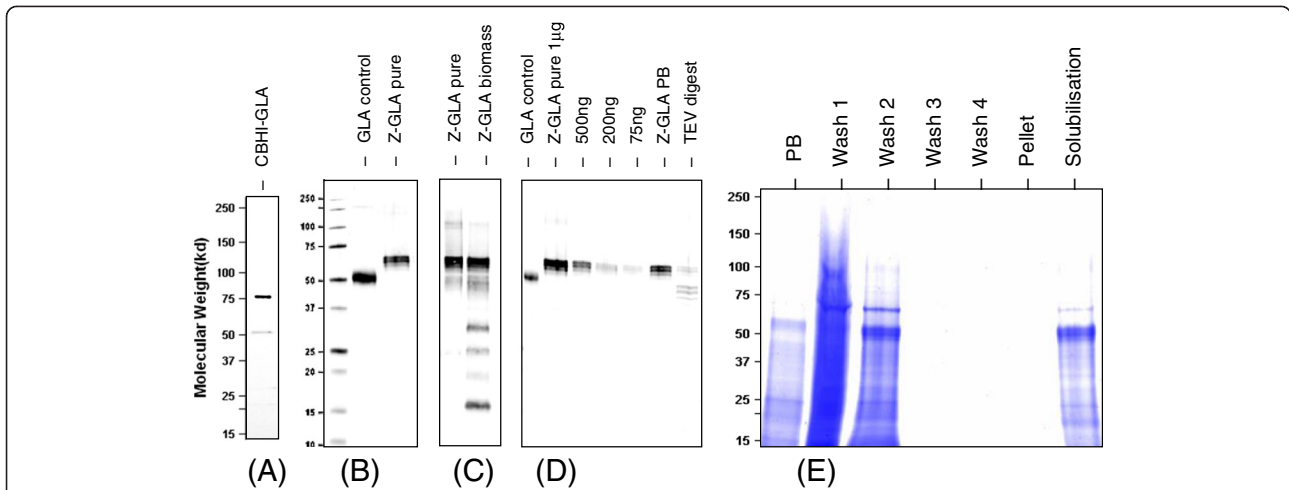 CBHI-GLA
GLA control
Z-GLA pure
Z-GLA pure
Z-GLA biomass
GLA control
Z-GLA pure 1µg
500ng
200ng
75ng
Z-GLA PB
TEV digest
PB
Wash 1
Wash 2
Wash 3
Wash 4
Pellet
Solubilisation
Molecular Weight(kd)
250
150
100
75
50
37
25
15
250
100
75
50
37
25
20
15
10
250
150
100
75
50
37
25
15
(A)
(B)
(C)
(D)
(E)